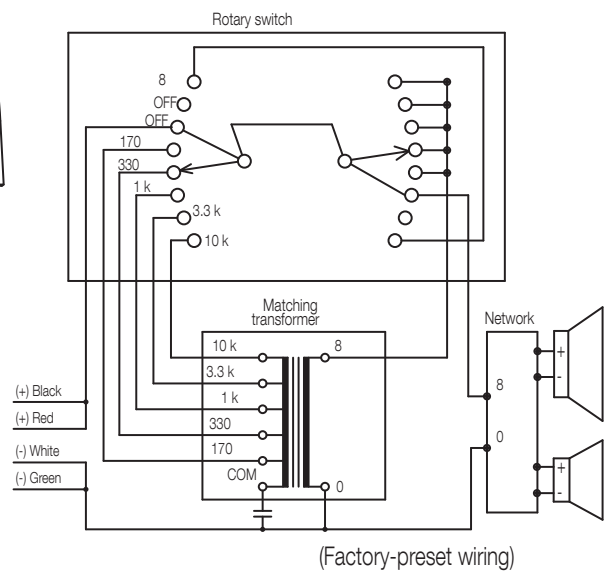 Rotary switch
8
OFF
OFF
170
330
1 k
3.3 k
10 k
Matching
transformer
10 k
8
3.3 k
1 k
330
170
COM
0
Network
8
0
+
-
+
-
(+) Black
(+) Red
(-) White
(-) Green
(Factory-preset wiring)